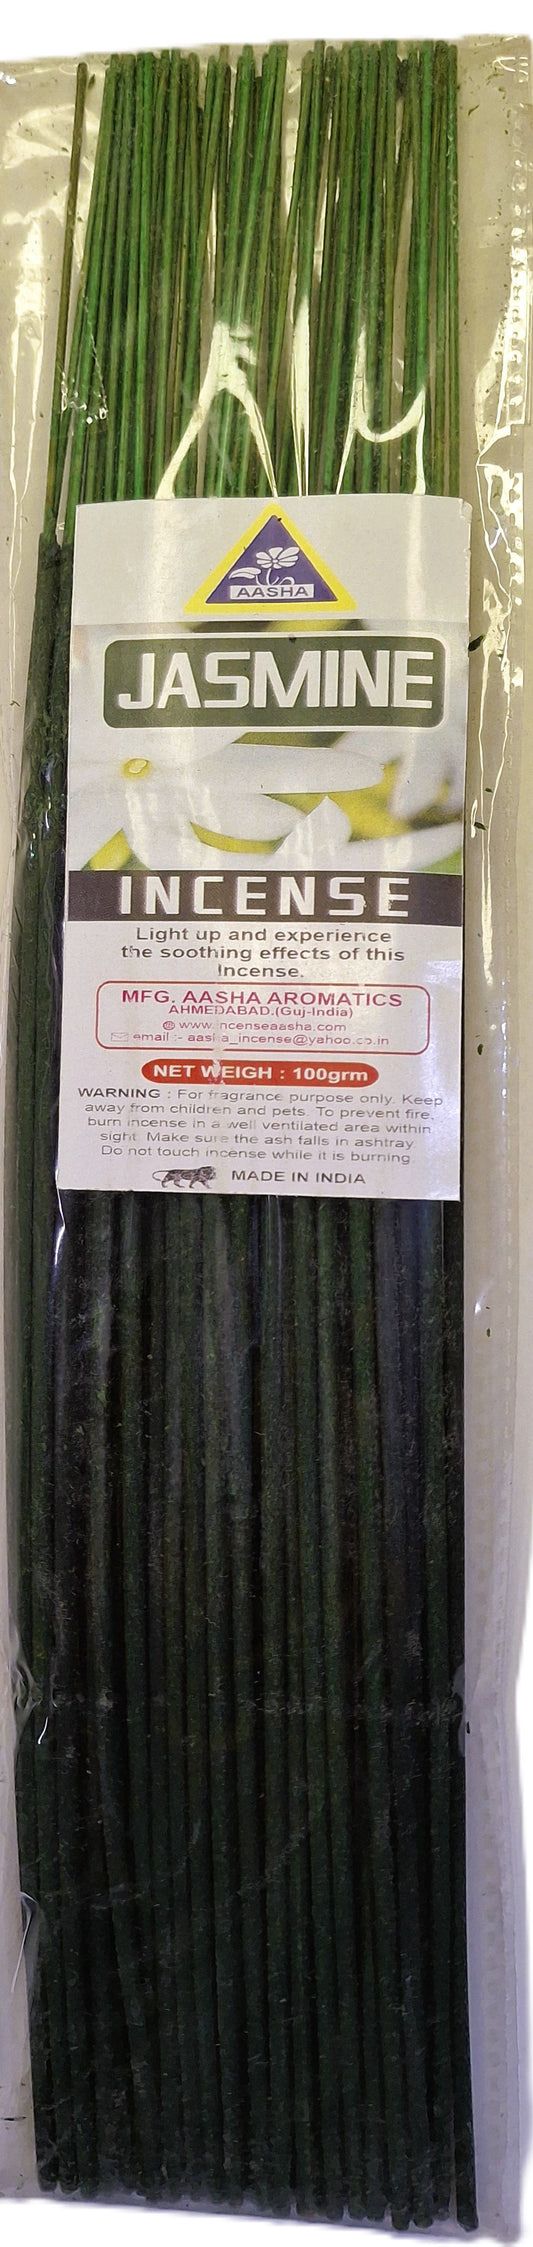 AASHA
JASMINE
INCENSE
Light up and experience
the soothing effects of this
Incense.
MFG. AASHA AROMATICS
AHMEDABAD.(Guj-India)
www.incenseaasha.com
email :- aasha_incense@yahoo.co.in
NET WEIGH : 100grm
WARNING : For fragrance purpose only. Keep
away from children and pets. To prevent fire,
burn incense in a well ventilated area within
sight. Make sure the ash falls in ashtray.
Do not touch incense while it is burning.
MADE IN INDIA